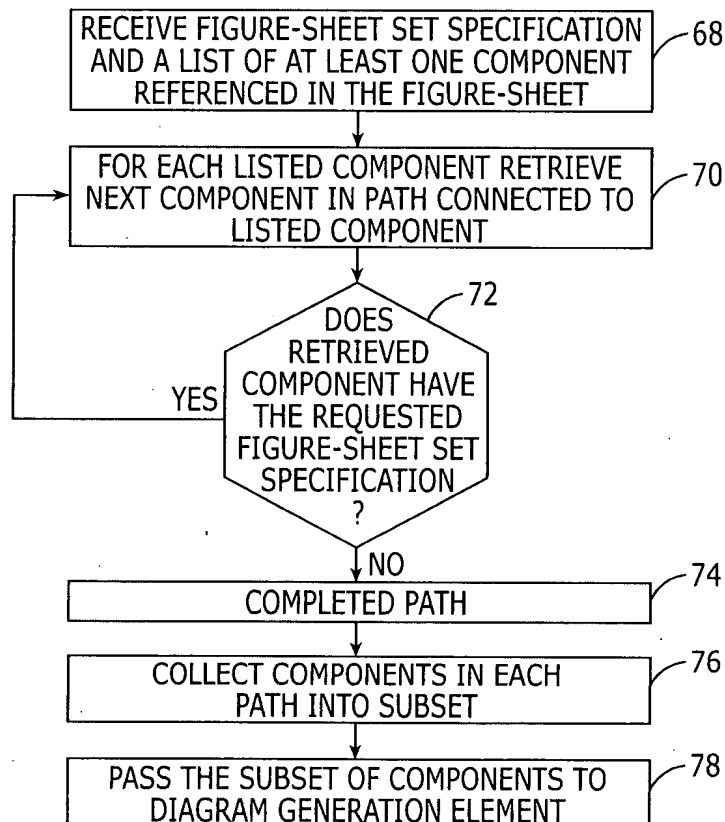 RECEIVE FIGURE-SHEET SET SPECIFICATION
AND A LIST OF AT LEAST ONE COMPONENT
REFERENCED IN THE FIGURE-SHEET
68
FOR EACH LISTED COMPONENT RETRIEVE
NEXT COMPONENT IN PATH CONNECTED TO
LISTED COMPONENT
70
72
DOES
RETRIEVED
COMPONENT HAVE
THE REQUESTED
FIGURE-SHEET SET
SPECIFICATION
?
YES
NO
COMPLETED PATH
74
COLLECT COMPONENTS IN EACH
PATH INTO SUBSET
76
PASS THE SUBSET OF COMPONENTS TO
DIAGRAM GENERATION ELEMENT
78